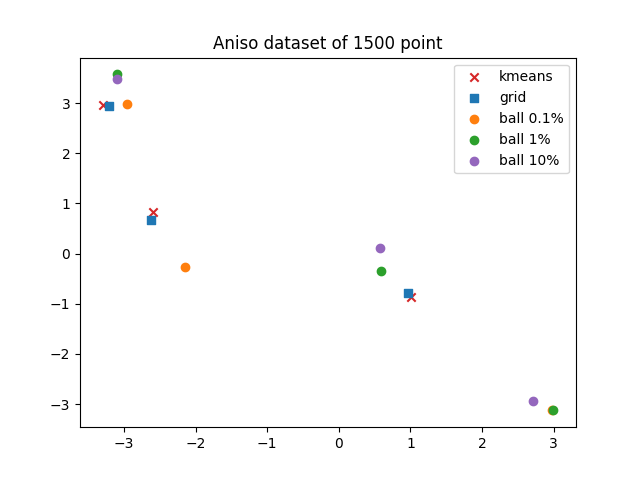 Aniso dataset of 1500 point
kmeans
grid
ball 0.1%
ball 1%
ball 10%
3
2
1
0
−1
−2
−3
−3 −2 −1 0 1 2 3